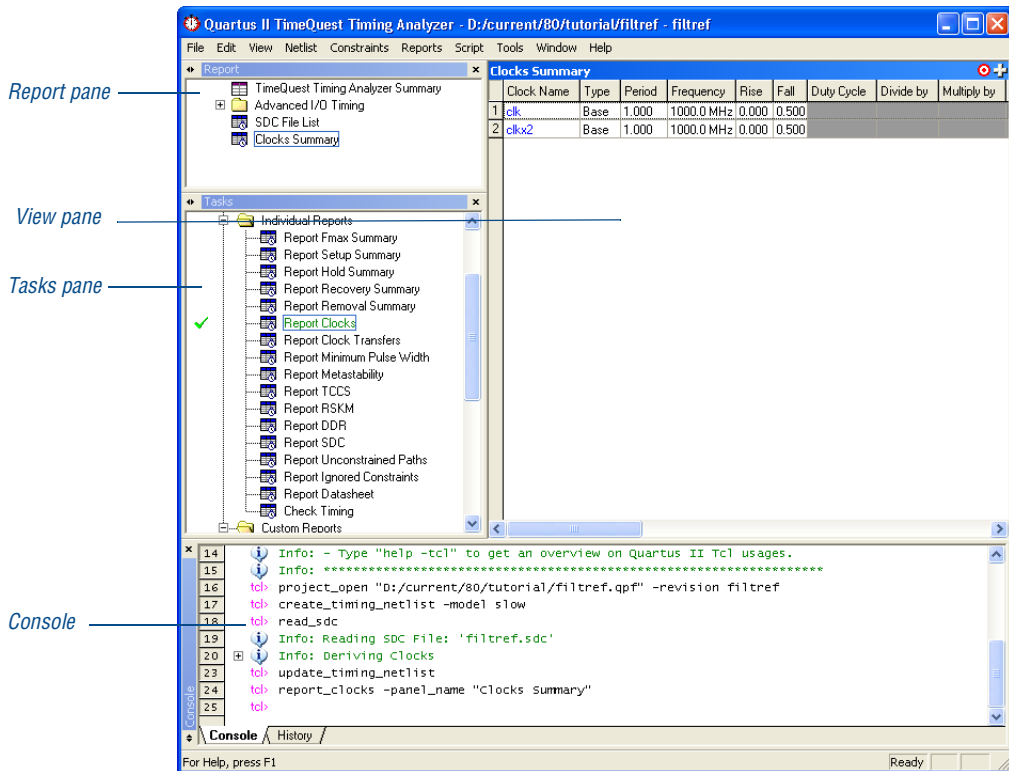 Quartus II TimeQuest Timing Analyzer - D:/current/80/tutorial/filtref - filtref
File Edit View Netlist Constraints Reports Script Tools Window Help
Report pane
Report
TimeQuest Timing Analyzer Summary
Advanced I/O Timing
SDC File List
Clocks Summary
Clocks Summary
Clock Name Type Period Frequency Rise Fall Duty Cycle Divide by Multiply by
1 clk Base 1.000 1000.0 MHz 0.000 0.500
2 clkx2 Base 1.000 1000.0 MHz 0.000 0.500
View pane
Tasks pane
Tasks
Individual Reports
Report Fmax Summary
Report Setup Summary
Report Hold Summary
Report Recovery Summary
Report Removal Summary
Report Clocks
Report Clock Transfers
Report Minimum Pulse Width
Report Metastability
Report TCCS
Report RSKM
Report DDR
Report SDC
Report Unconstrained Paths
Report Ignored Constraints
Report Datasheet
Check Timing
Custom Reports
Console
14 Info: - Type "help -tcl" to get an overview on Quartus II Tcl usages.
15 Info: *******************************************************************
16 tcl> project_open "D:/current/80/tutorial/filtref.qpf" -revision filtref
17 tcl> create_timing_netlist -model slow
18 tcl> read_sdc
19 Info: Reading SDC File: 'filtref.sdc'
20 Info: Deriving Clocks
23 tcl> update_timing_netlist
24 tcl> report_clocks -panel_name "Clocks Summary"
25 tcl>
Console
Console History
For Help, press F1
Ready